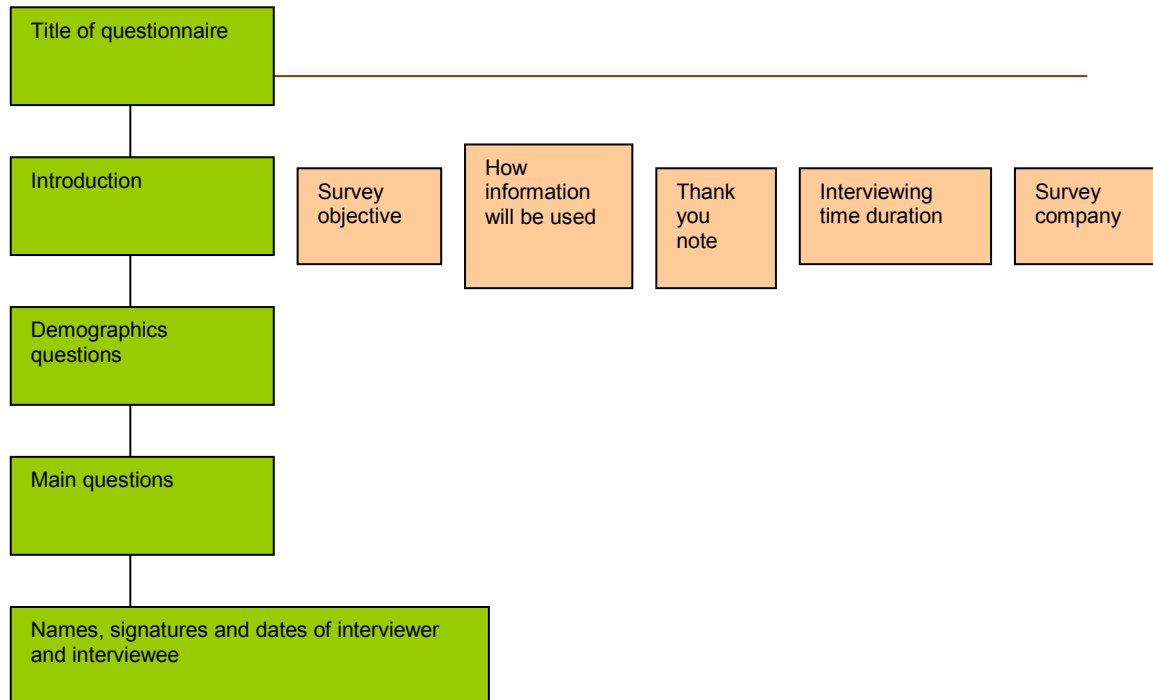 Title of questionnaire
Introduction
Survey
objective
How
information
will be used
Thank
you
note
Interviewing
time duration
Survey
company
Demographics
questions
Main questions
Names, signatures and dates of interviewer
and interviewee